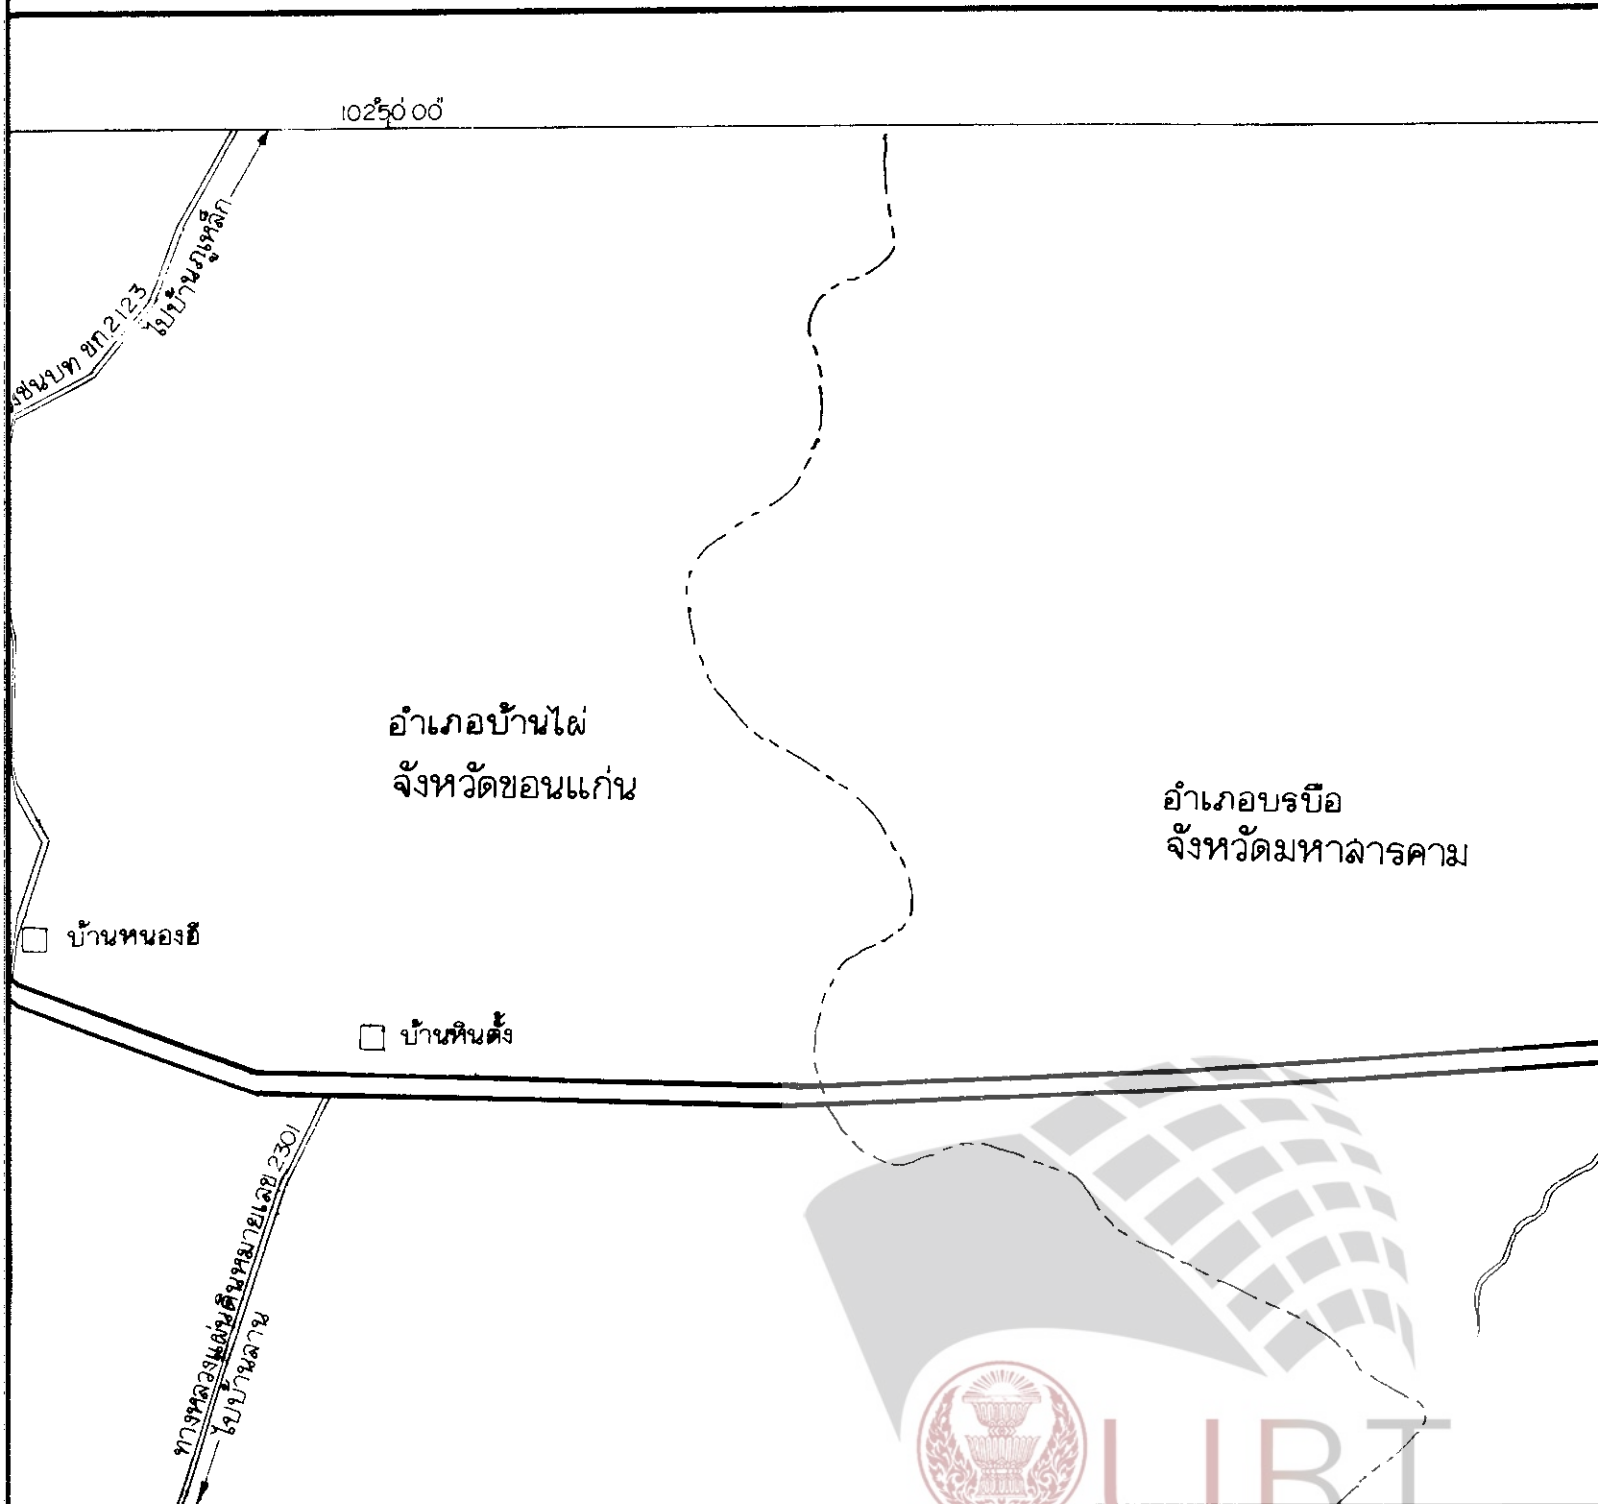 102°50′00″
ไปบ้านภูเหล็ก
งชนบท ขก.2123
อำเภอบ้านไผ่
จังหวัดขอนแก่น
อำเภอบรบือ
จังหวัดมหาสารคาม
บ้านหนองฮี
บ้านหินตั้ง
ทางหลวงแผ่นดินหมายเลข 2301
ไปบ้านลาน
LIRT